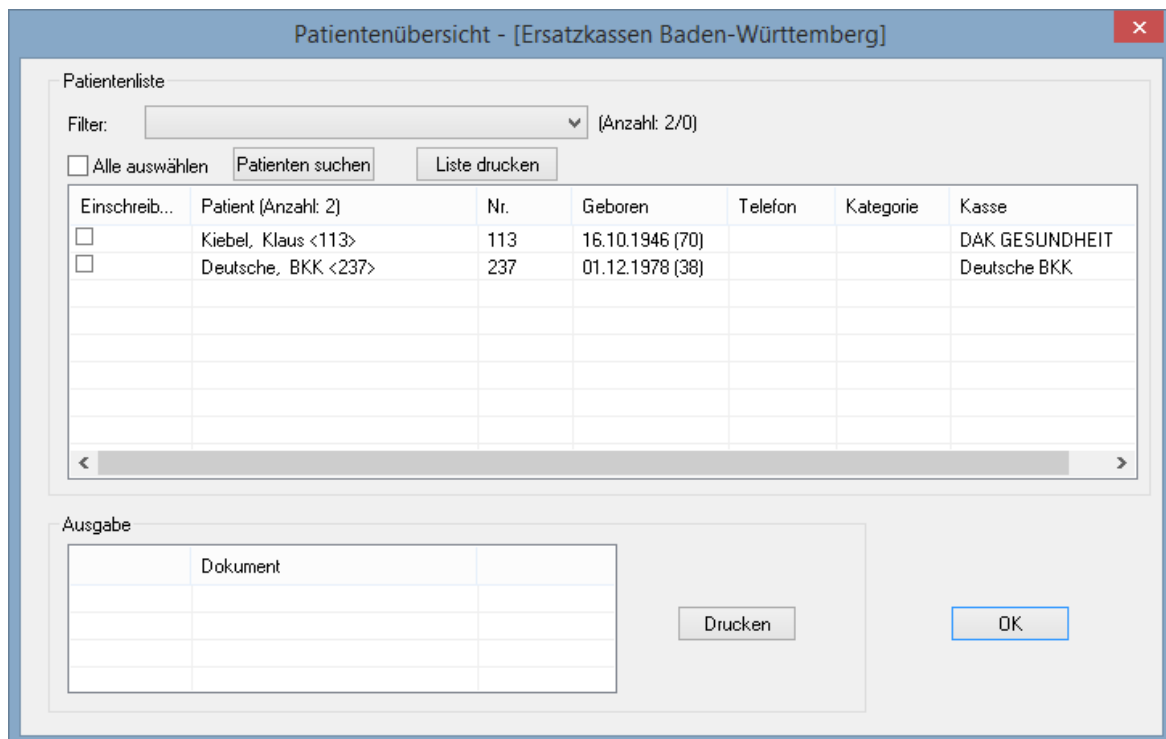 Patientenübersicht - [Ersatzkassen Baden-Württemberg]
Patientenliste
Filter: (Anzahl: 2/0)
Alle auswählen Patienten suchen Liste drucken
Einschreib... Patient (Anzahl: 2) Nr. Geboren Telefon Kategorie Kasse
Kiebel, Klaus <113> 113 16.10.1946 (70) DAK GESUNDHEIT
Deutsche, BKK <237> 237 01.12.1978 (38) Deutsche BKK
Ausgabe
Dokument
Drucken OK